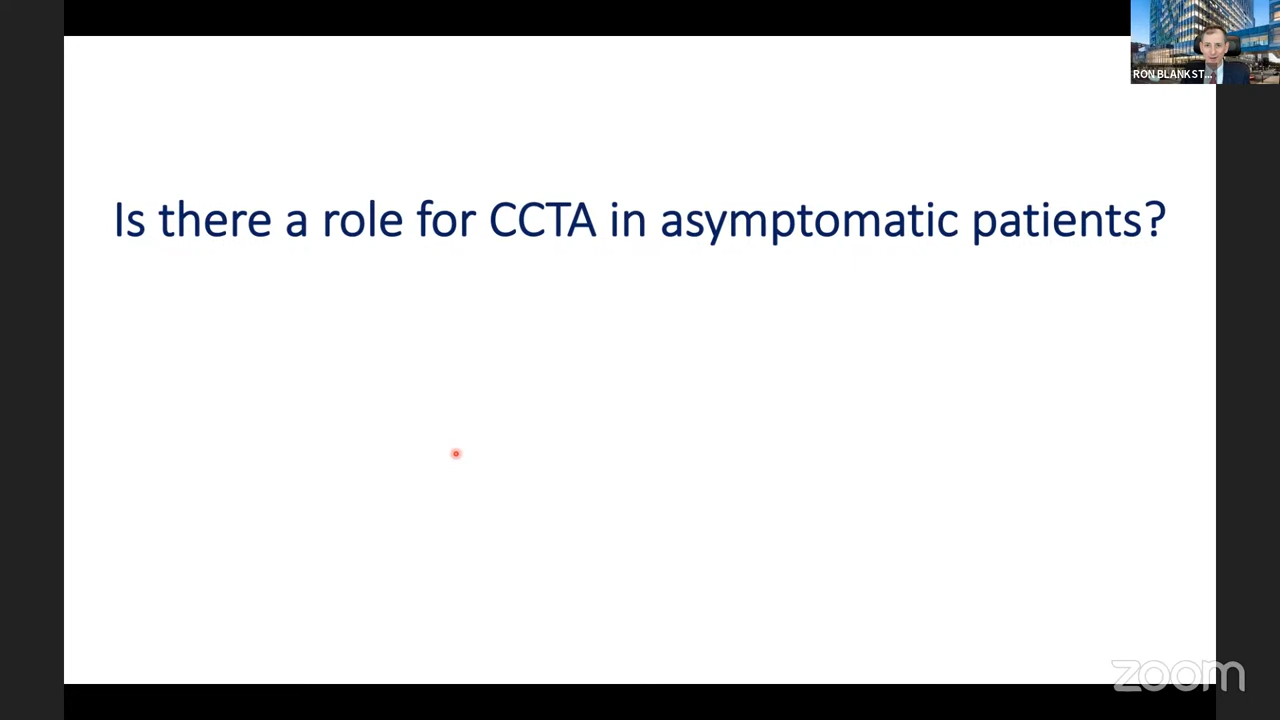 RON BLANKST...
Is there a role for CCTA in asymptomatic patients?
zoom